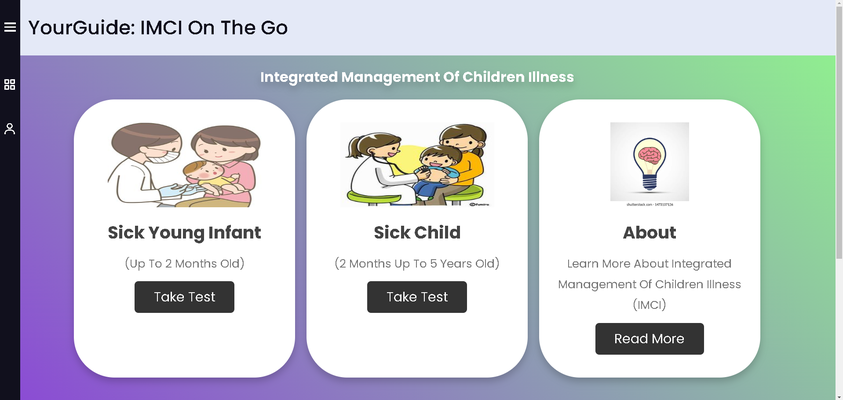 YourGuide: IMCI On The Go
Integrated Management Of Children Illness
Sick Young Infant
(Up To 2 Months Old)
Take Test
Sick Child
(2 Months Up To 5 Years Old)
Take Test
About
Learn More About Integrated
Management Of Children Illness
(IMCI)
Read More